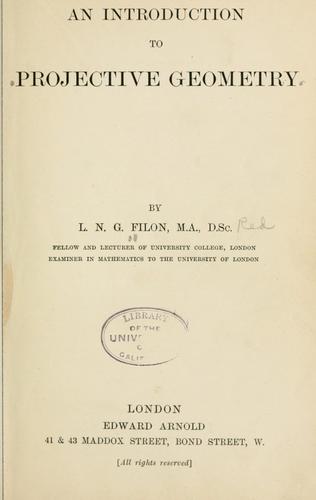 AN INTRODUCTION
TO
PROJECTIVE GEOMETRY
BY
L. N. G. FILON, M.A., D.Sc. Red
FELLOW AND LECTURER OF UNIVERSITY COLLEGE, LONDON
EXAMINER IN MATHEMATICS TO THE UNIVERSITY OF LONDON
LIBRARY
OF THE
LONDON
EDWARD ARNOLD
41 & 43 MADDOX STREET, BOND STREET, W.
[All rights reserved]